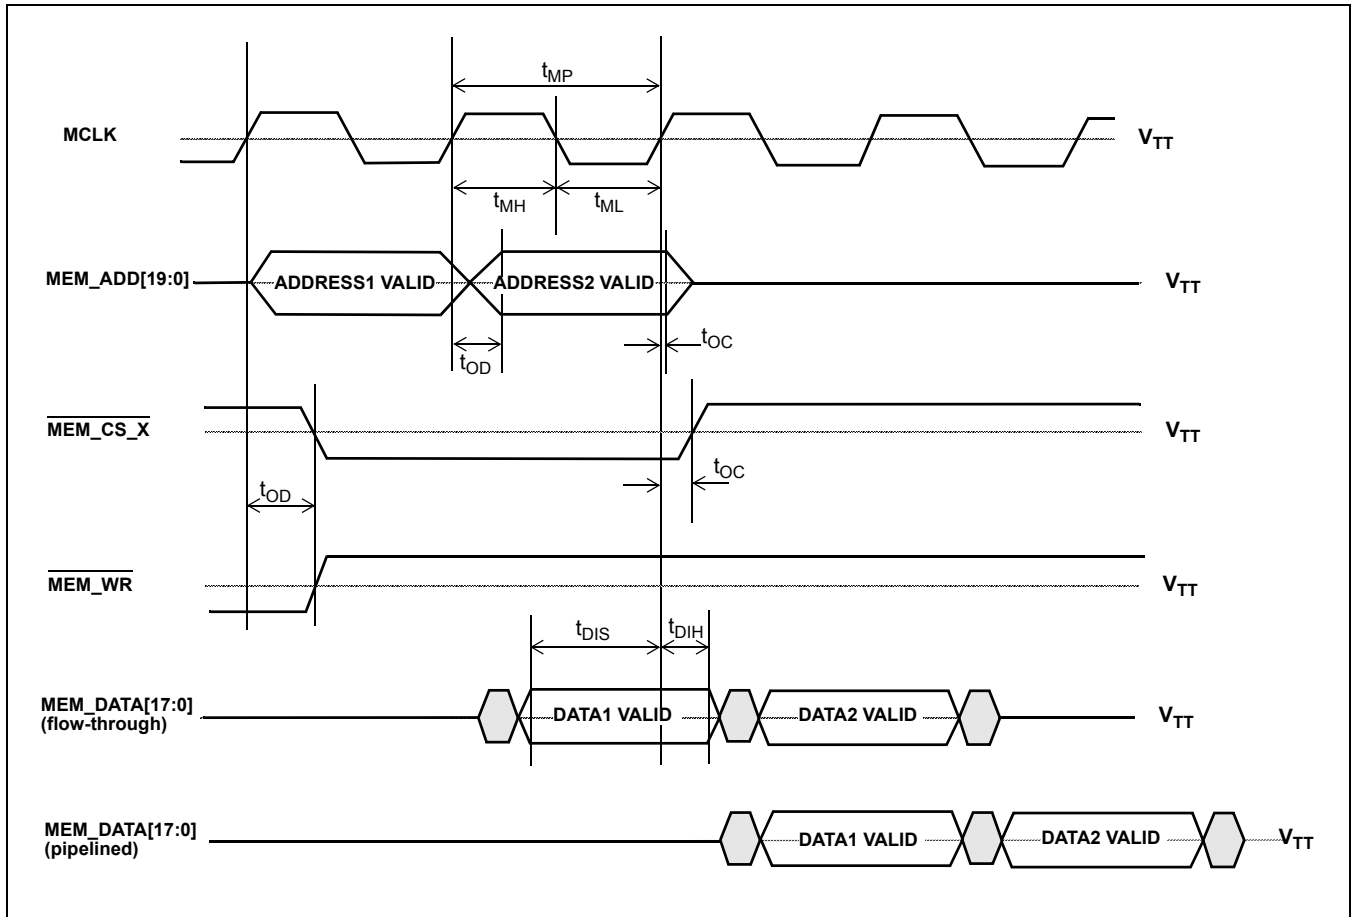 tMP
MCLK
VTT
tMH
tML
MEM_ADD[19:0]
ADDRESS1 VALID
ADDRESS2 VALID
VTT
tOD
tOC
MEM_CS_X
VTT
tOC
tOD
MEM_WR
VTT
tDIS
tDIH
MEM_DATA[17:0]
(flow-through)
DATA1 VALID
DATA2 VALID
VTT
MEM_DATA[17:0]
(pipelined)
DATA1 VALID
DATA2 VALID
VTT